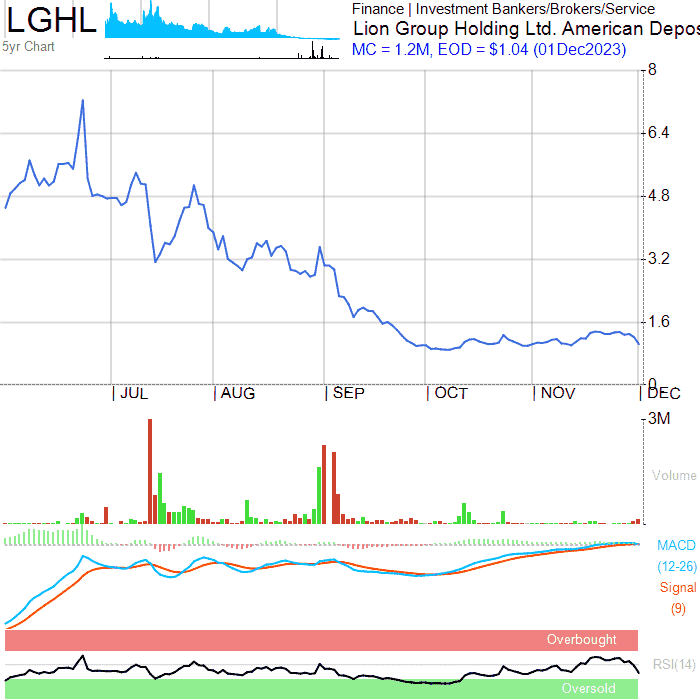 LGHL
5yr Chart
Finance | Investment Bankers/Brokers/Service
Lion Group Holding Ltd. American Depos
MC = 1.2M, EOD = $1.04 (01Dec2023)
8
6.4
4.8
3.2
1.6
0
| JUL | AUG | SEP | OCT | NOV | DEC
3M
Volume
MACD
(12-26)
Signal
(9)
Overbought
RSI(14)
Oversold